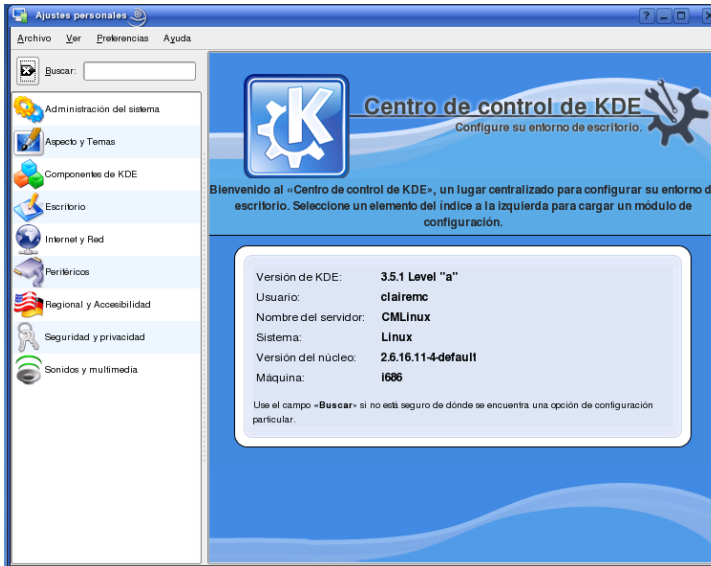 Ajustes personales
Archivo Ver Preferencias Ayuda
Buscar:
Administración del sistema
Aspecto y Temas
Componentes de KDE
Escritorio
Internet y Red
Periféricos
Regional y Accesibilidad
Seguridad y privacidad
Sonidos y multimedia
Centro de control de KDE
Configure su entorno de escritorio.
Bienvenido al «Centro de control de KDE», un lugar centralizado para configurar su entorno d
escritorio. Seleccione un elemento del índice a la izquierda para cargar un módulo de
configuración.
Versión de KDE: 3.5.1 Level "a"
Usuario: clairemc
Nombre del servidor: CMLinux
Sistema: Linux
Versión del núcleo: 2.6.16.11-4-default
Máquina: i686
Use el campo «Buscar» si no está seguro de dónde se encuentra una opción de configuración
particular.